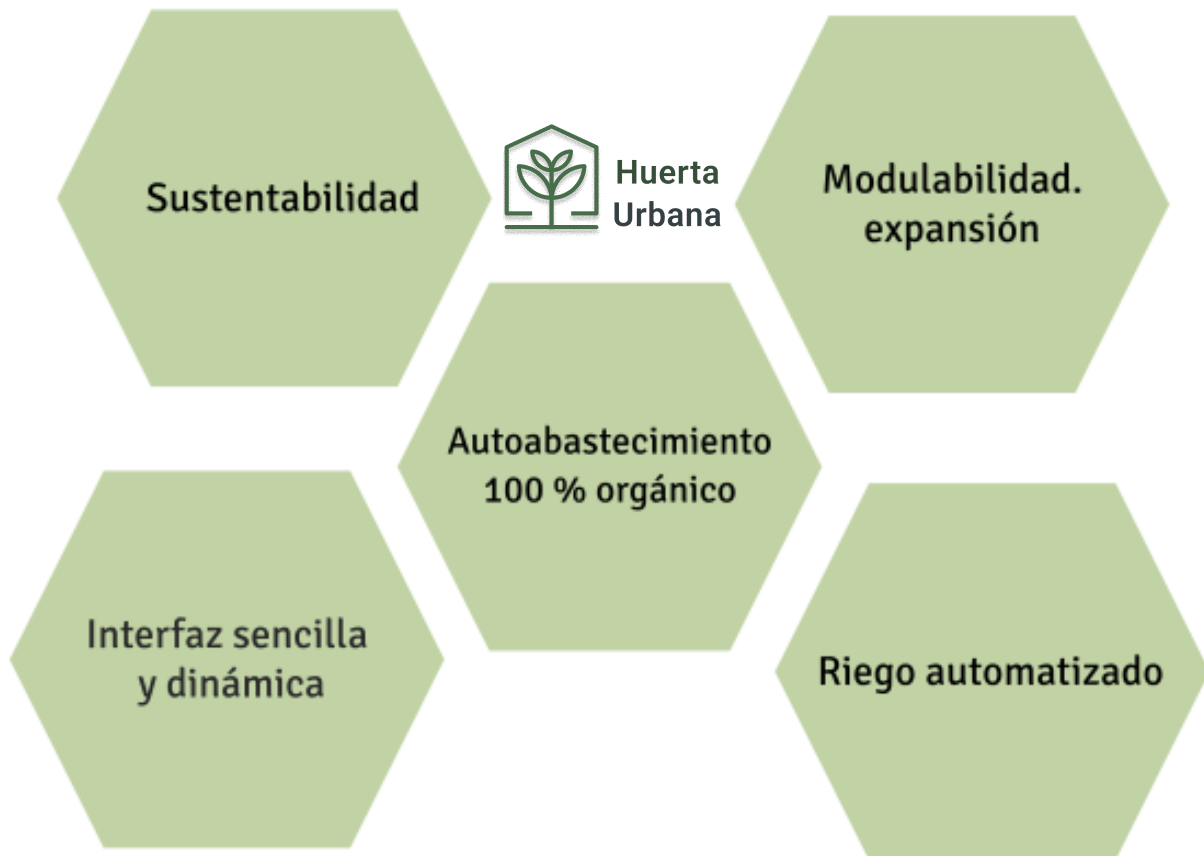 Sustentabilidad
Huerta
Urbana
Modulabilidad.
expansión
Autoabastecimiento
100 % orgánico
Interfaz sencilla
y dinámica
Riego automatizado